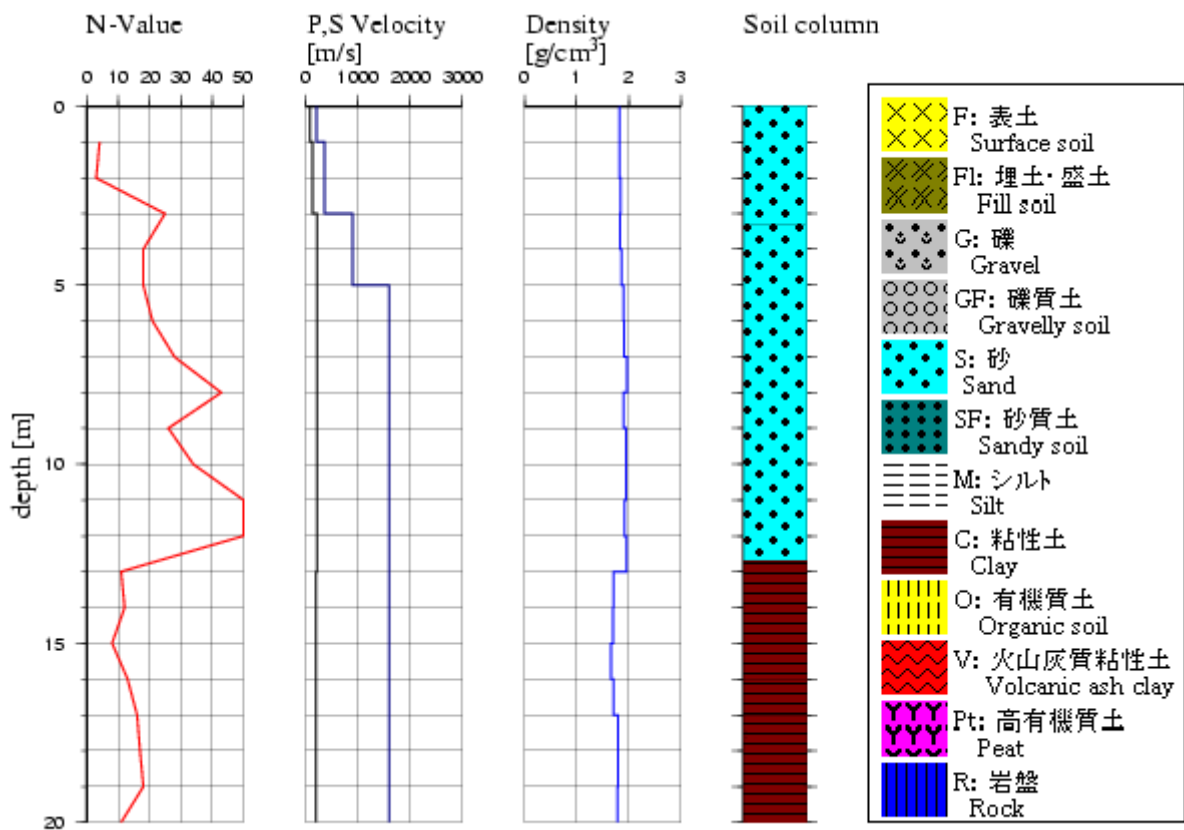 N-Value
P,S Velocity
[m/s]
Density
[g/cm³]
Soil column
0 10 20 30 40 50
0 1000 2000 3000
0 1 2 3
0
5
10
15
20
depth [m]
F: 表土
Surface soil
Fl: 埋土・盛土
Fill soil
G: 礫
Gravel
GF: 礫質土
Gravelly soil
S: 砂
Sand
SF: 砂質土
Sandy soil
M: シルト
Silt
C: 粘性土
Clay
O: 有機質土
Organic soil
V: 火山灰質粘性土
Volcanic ash clay
Pt: 高有機質土
Peat
R: 岩盤
Rock